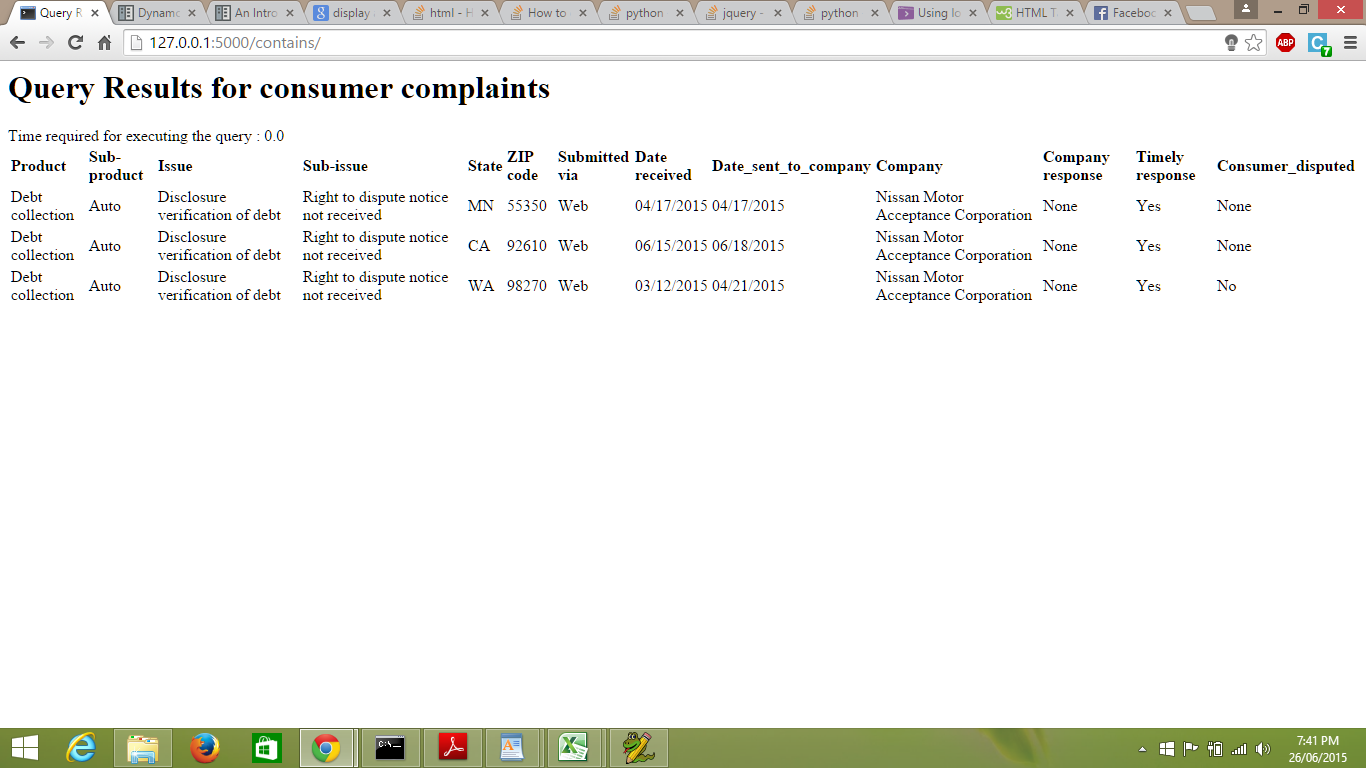 Query R
Dynamo
An Intro
display
html - H
How to
python
jquery -
python
Using lo
HTML T
Faceboo
127.0.0.1:5000/contains/
ABP
C 7
Query Results for consumer complaints
Time required for executing the query : 0.0
Product Sub-product Issue Sub-issue State ZIP code Submitted via Date received Date_sent_to_company Company Company response Timely response Consumer_disputed
Debt collection Auto Disclosure verification of debt Right to dispute notice not received MN 55350 Web 04/17/2015 04/17/2015 Nissan Motor Acceptance Corporation None Yes None
Debt collection Auto Disclosure verification of debt Right to dispute notice not received CA 92610 Web 06/15/2015 06/18/2015 Nissan Motor Acceptance Corporation None Yes None
Debt collection Auto Disclosure verification of debt Right to dispute notice not received WA 98270 Web 03/12/2015 04/21/2015 Nissan Motor Acceptance Corporation None Yes No
7:41 PM
26/06/2015